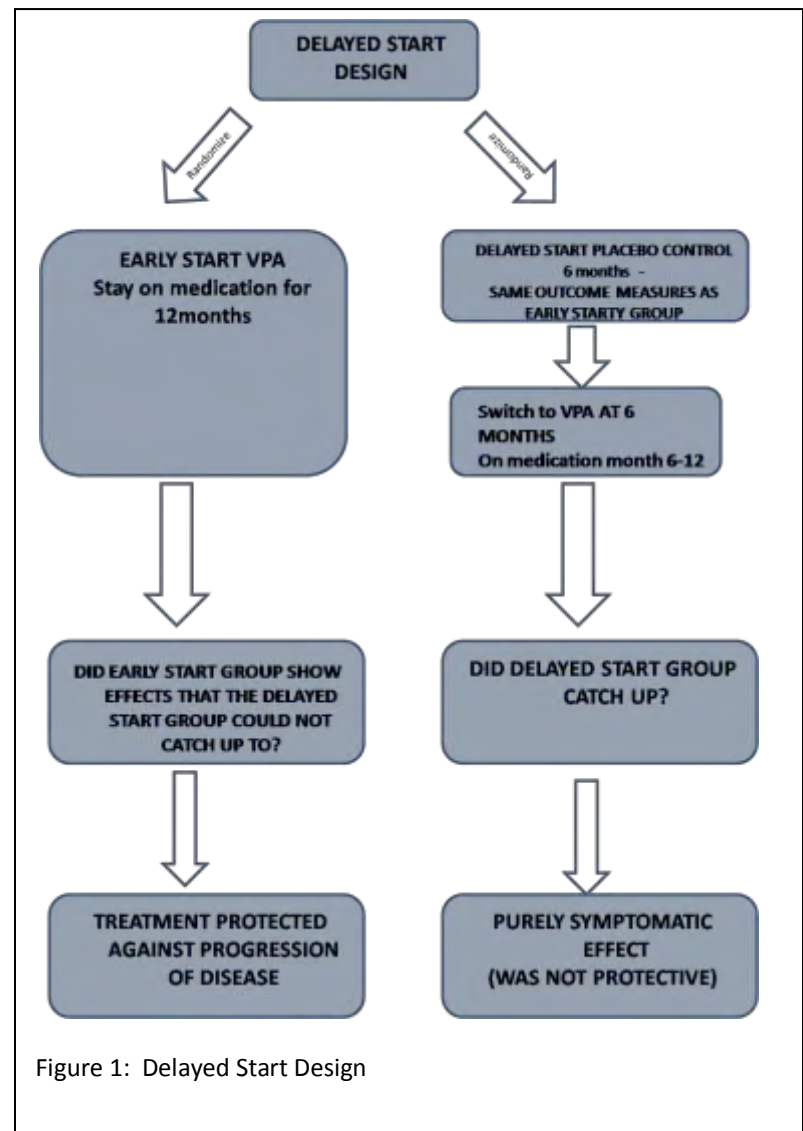 DELAYED START
DESIGN
Randomize
Randomize
EARLY START VPA
Stay on medication for
12months
DELAYED START PLACEBO CONTROL
6 months -
SAME OUTCOME MEASURES AS
EARLY STARTY GROUP
Switch to VPA AT 6
MONTHS
On medication month 6-12
DID EARLY START GROUP SHOW
EFFECTS THAT THE DELAYED
START GROUP COULD NOT
CATCH UP TO?
DID DELAYED START GROUP
CATCH UP?
TREATMENT PROTECTED
AGAINST PROGRESSION
OF DISEASE
PURELY SYMPTOMATIC
EFFECT
(WAS NOT PROTECTIVE)
Figure 1: Delayed Start Design